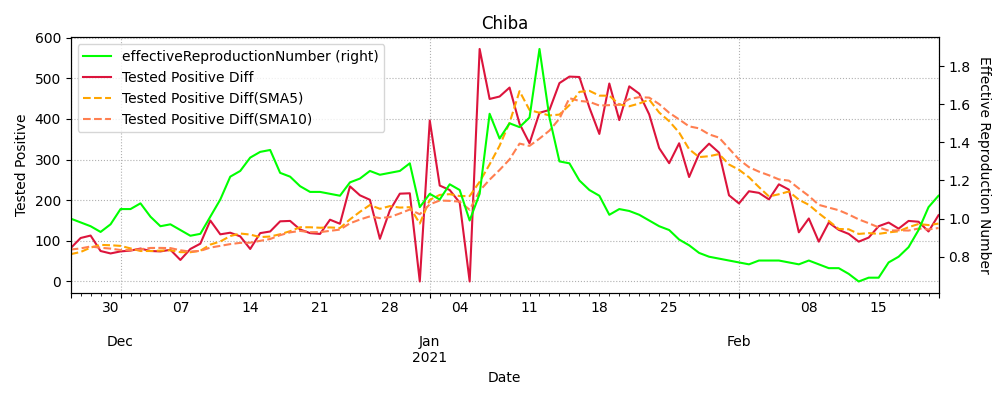 Chiba
effectiveReproductionNumber (right)
Tested Positive Diff
Tested Positive Diff(SMA5)
Tested Positive Diff(SMA10)
Tested Positive
600
500
400
300
200
100
0
1.8
1.6
1.4
1.2
1.0
0.8
Effective Reproduction Number
30 07 14 21 28 04 11 18 25 08 15
Dec Jan Feb
2021
Date